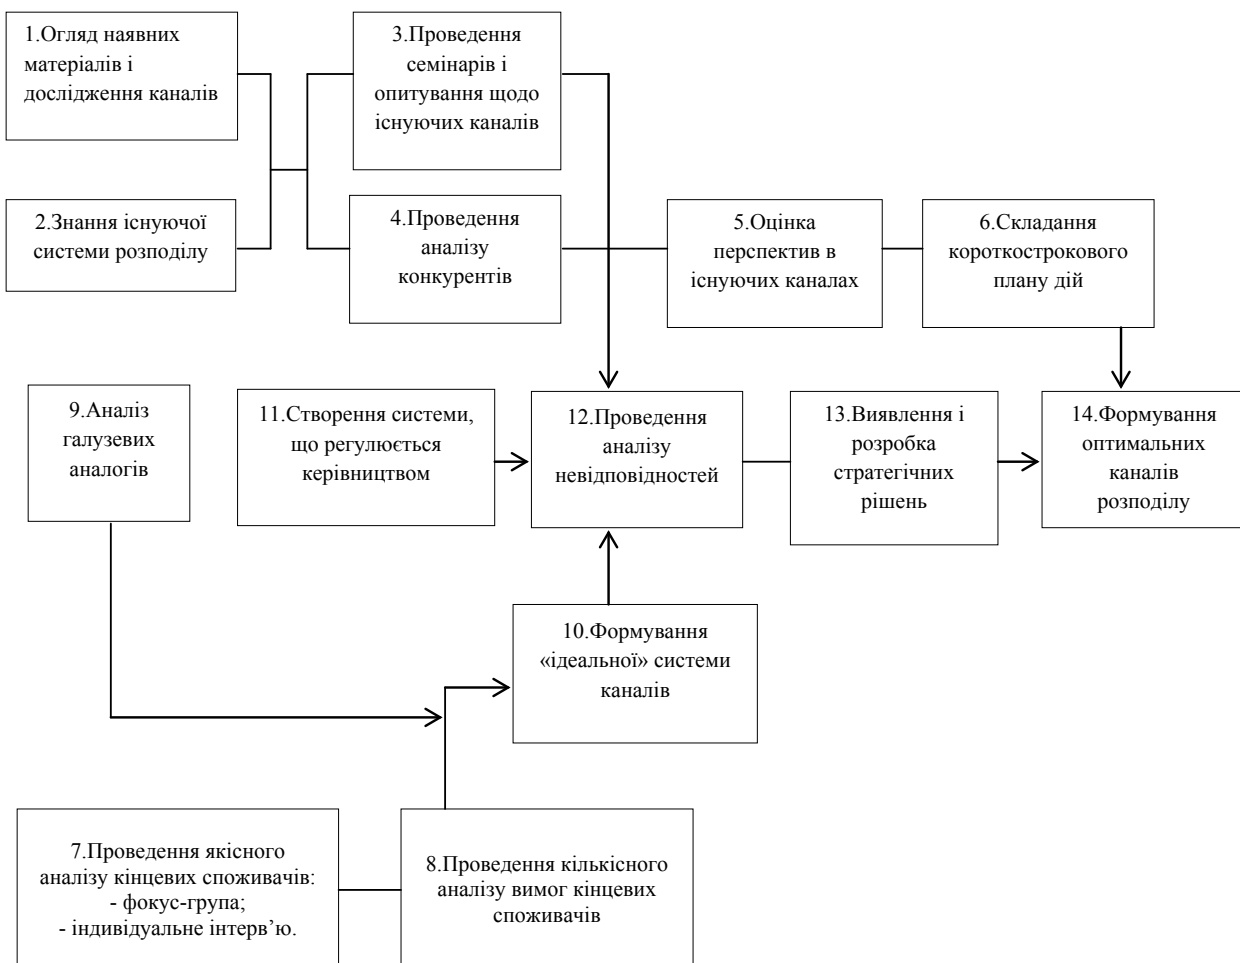 1.Огляд наявних
матеріалів і
дослідження каналів
3.Проведення
семінарів і
опитування щодо
існуючих каналів
2.Знання існуючої
системи розподілу
4.Проведення
аналізу
конкурентів
5.Оцінка
перспектив в
існуючих каналах
6.Складання
короткострокового
плану дій
9.Аналіз
галузевих
аналогів
11.Створення системи,
що регулюється
керівництвом
12.Проведення
аналізу
невідповідностей
13.Виявлення і
розробка
стратегічних
рішень
14.Формування
оптимальних
каналів
розподілу
10.Формування
«ідеальної» системи
каналів
7.Проведення якісного
аналізу кінцевих споживачів:
- фокус-група;
- індивідуальне інтерв’ю.
8.Проведення кількісного
аналізу вимог кінцевих
споживачів